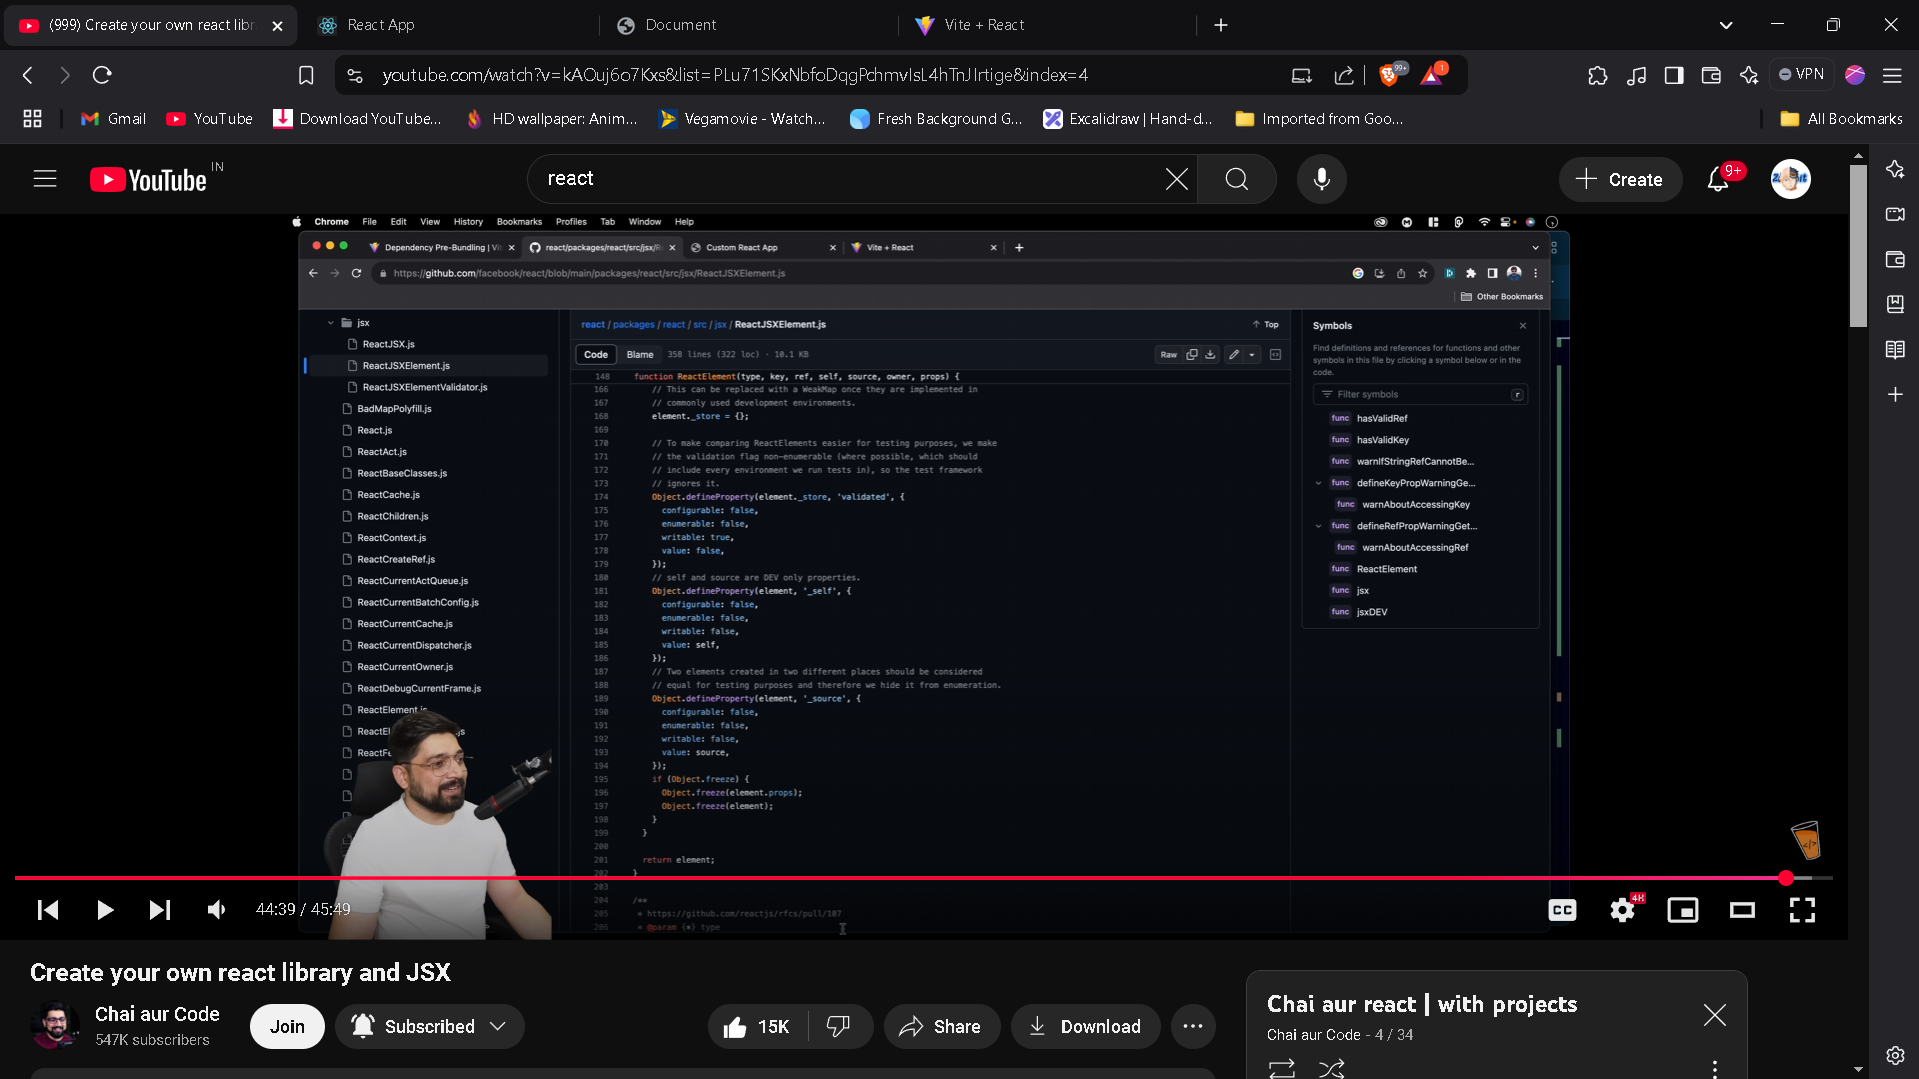 (999) Create your own react libr
React App
Document
Vite + React
youtube.com/watch?v=kAOuj6o7Kxs&list=PLu71SKxNbfoDqgPchmvIsL4hTnJIrtige&index=4
99+
1
VPN
Gmail
YouTube
Download YouTube...
HD wallpaper: Anim...
Vegamovie - Watch...
Fresh Background G...
Excalidraw | Hand-d...
Imported from Goo...
All Bookmarks
YouTube IN
react
Create
9+
Chrome File Edit View History Bookmarks Profiles Tab Window Help
Dependency Pre-Bundling | Vi
react/packages/react/src/jsx/R
Custom React App
Vite + React
https://github.com/facebook/react/blob/main/packages/react/src/jsx/ReactJSXElement.js
Other Bookmarks
jsx
ReactJSX.js
ReactJSXElement.js
ReactJSXElementValidator.js
BadMapPolyfill.js
React.js
ReactAct.js
ReactBaseClasses.js
ReactCache.js
ReactChildren.js
ReactContext.js
ReactCreateRef.js
ReactCurrentActQueue.js
ReactCurrentBatchConfig.js
ReactCurrentCache.js
ReactCurrentDispatcher.js
ReactCurrentOwner.js
ReactDebugCurrentFrame.js
ReactElement.js
react / packages / react / src / jsx / ReactJSXElement.js
Top
Code Blame 358 lines (322 loc) · 10.1 KB
Raw
148 function ReactElement(type, key, ref, self, source, owner, props) {
166 // This can be replaced with a WeakMap once they are implemented in
167 // commonly used development environments.
168 element._store = {};
169
170 // To make comparing ReactElements easier for testing purposes, we make
171 // the validation flag non-enumerable (where possible, which should
172 // include every environment we run tests in), so the test framework
173 // ignores it.
174 Object.defineProperty(element._store, 'validated', {
175 configurable: false,
176 enumerable: false,
177 writable: true,
178 value: false,
179 });
180 // self and source are DEV only properties.
181 Object.defineProperty(element, '_self', {
182 configurable: false,
183 enumerable: false,
184 writable: false,
185 value: self,
186 });
187 // Two elements created in two different places should be considered
188 // equal for testing purposes and therefore we hide it from enumeration.
189 Object.defineProperty(element, '_source', {
190 configurable: false,
191 enumerable: false,
192 writable: false,
193 value: source,
194 });
195 if (Object.freeze) {
196 Object.freeze(element.props);
197 Object.freeze(element);
198 }
199 }
200
201 return element;
202 }
203
204 /**
205 * https://github.com/reactjs/rfcs/pull/107
206 * @param {*} type
Symbols
Find definitions and references for functions and other
symbols in this file by clicking a symbol below or in the
code.
Filter symbols r
func hasValidRef
func hasValidKey
func warnIfStringRefCannotBe...
func defineKeyPropWarningGe...
func warnAboutAccessingKey
func defineRefPropWarningGet...
func warnAboutAccessingRef
func ReactElement
func jsx
func jsxDEV
44:39 / 45:49
CC
4K
Create your own react library and JSX
Chai aur Code
547K subscribers
Join
Subscribed
15K
Share
Download
Chai aur react | with projects
Chai aur Code - 4 / 34